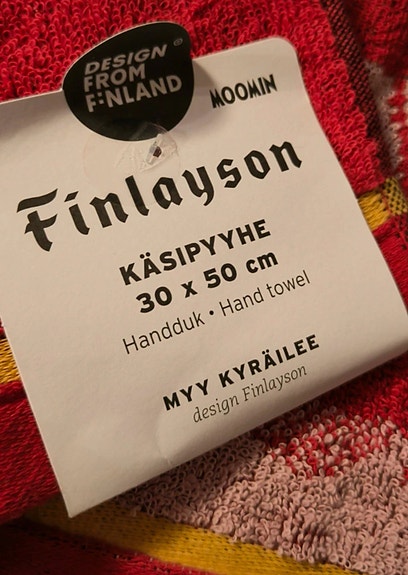 DESIGN
FROM
FINLAND
MOOMIN
Finlayson
KÄSIPYYHE
30 x 50 cm
Handduk • Hand towel
MYY KYRÄILEE
design Finlayson